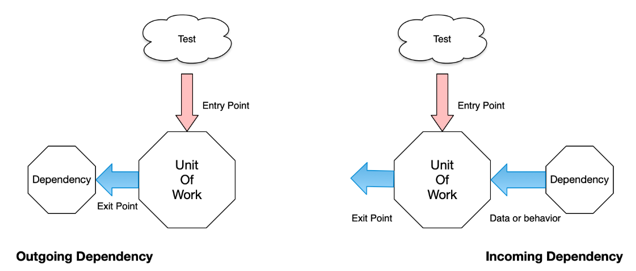 Test
Entry Point
Unit
Of
Work
Dependency
Exit Point
Outgoing Dependency
Test
Entry Point
Unit
Of
Work
Dependency
Exit Point
Data or behavior
Incoming Dependency